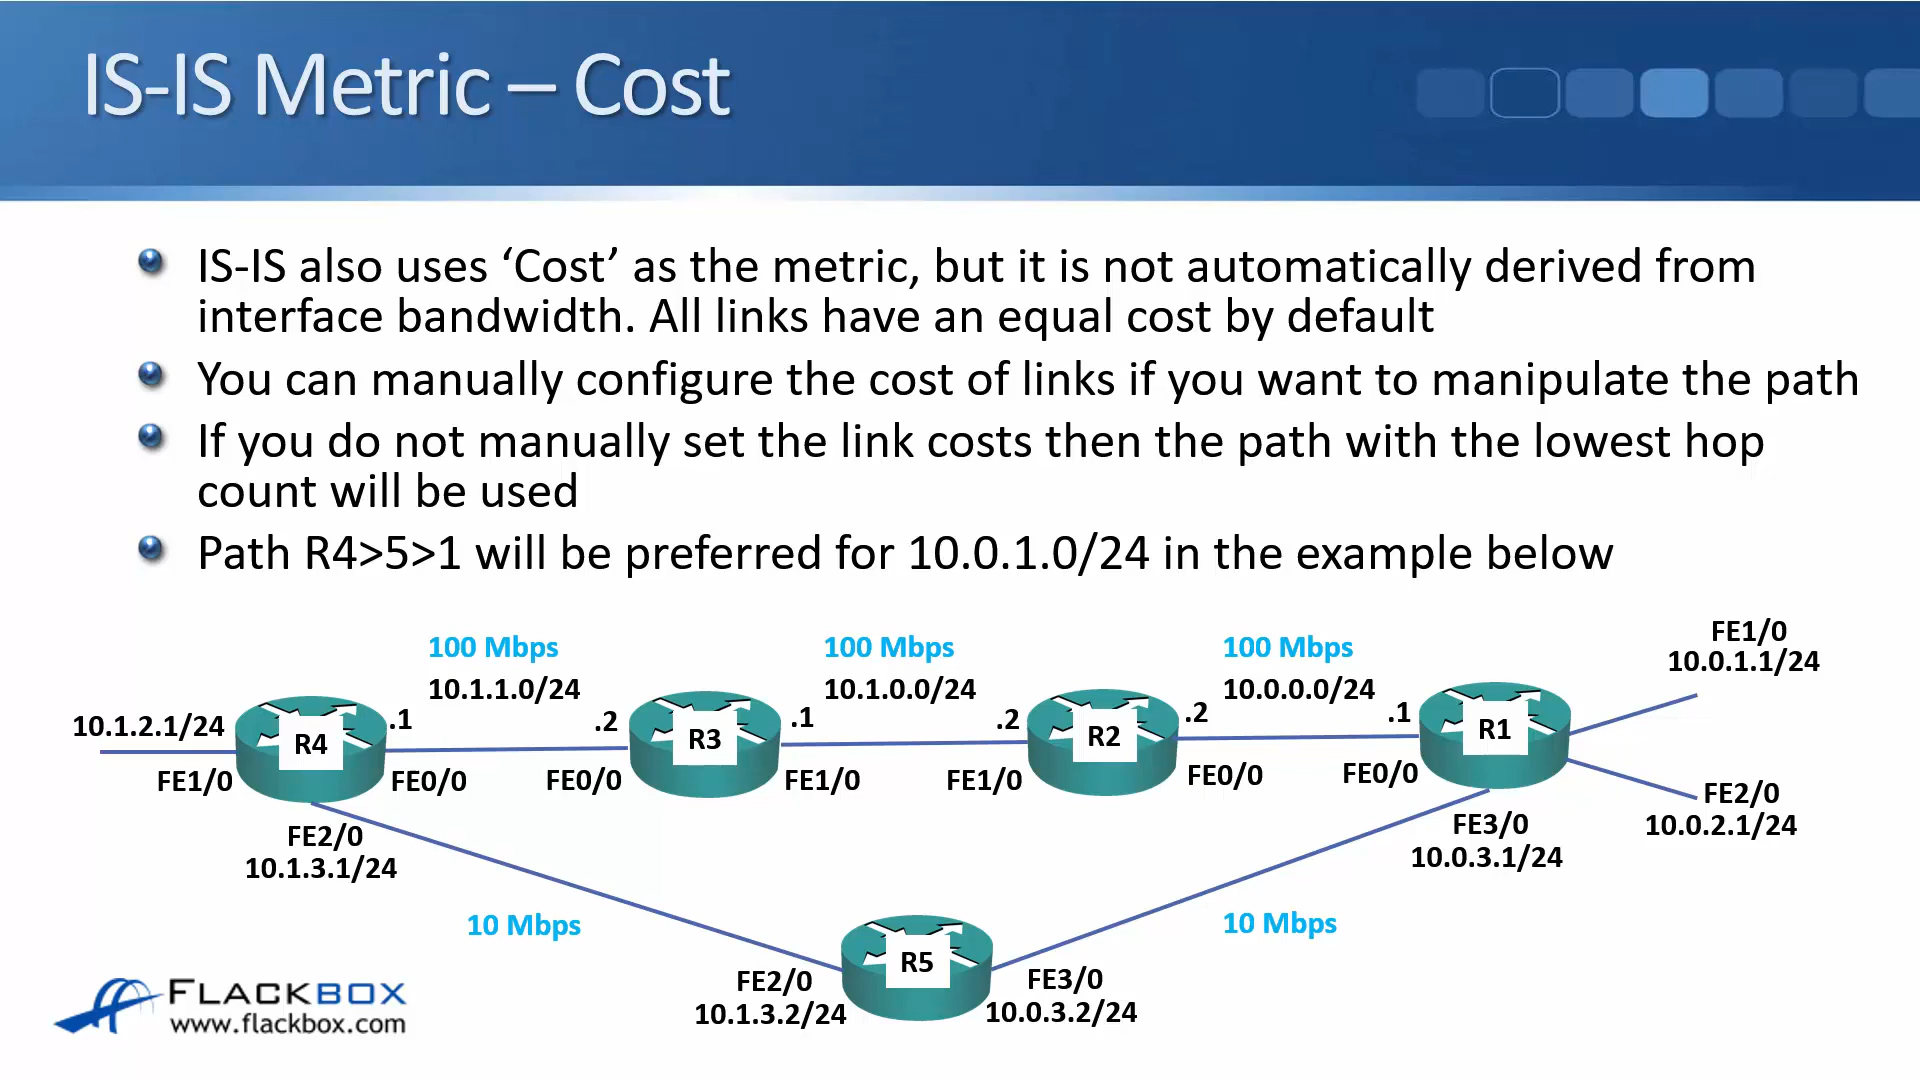 IS-IS Metric – Cost
IS-IS also uses ‘Cost’ as the metric, but it is not automatically derived from
interface bandwidth. All links have an equal cost by default
You can manually configure the cost of links if you want to manipulate the path
If you do not manually set the link costs then the path with the lowest hop
count will be used
Path R4>5>1 will be preferred for 10.0.1.0/24 in the example below
100 Mbps
10.1.1.0/24
100 Mbps
10.1.0.0/24
100 Mbps
10.0.0.0/24
FE1/0
10.0.1.1/24
10.1.2.1/24
FE1/0
R4
.1
FE0/0
.2
FE0/0
R3
.1
FE1/0
.2
FE1/0
R2
.2
FE0/0
.1
FE0/0
R1
FE2/0
10.0.2.1/24
FE2/0
10.1.3.1/24
FE3/0
10.0.3.1/24
10 Mbps
10 Mbps
R5
FE2/0
10.1.3.2/24
FE3/0
10.0.3.2/24
FLACKBOX
www.flackbox.com